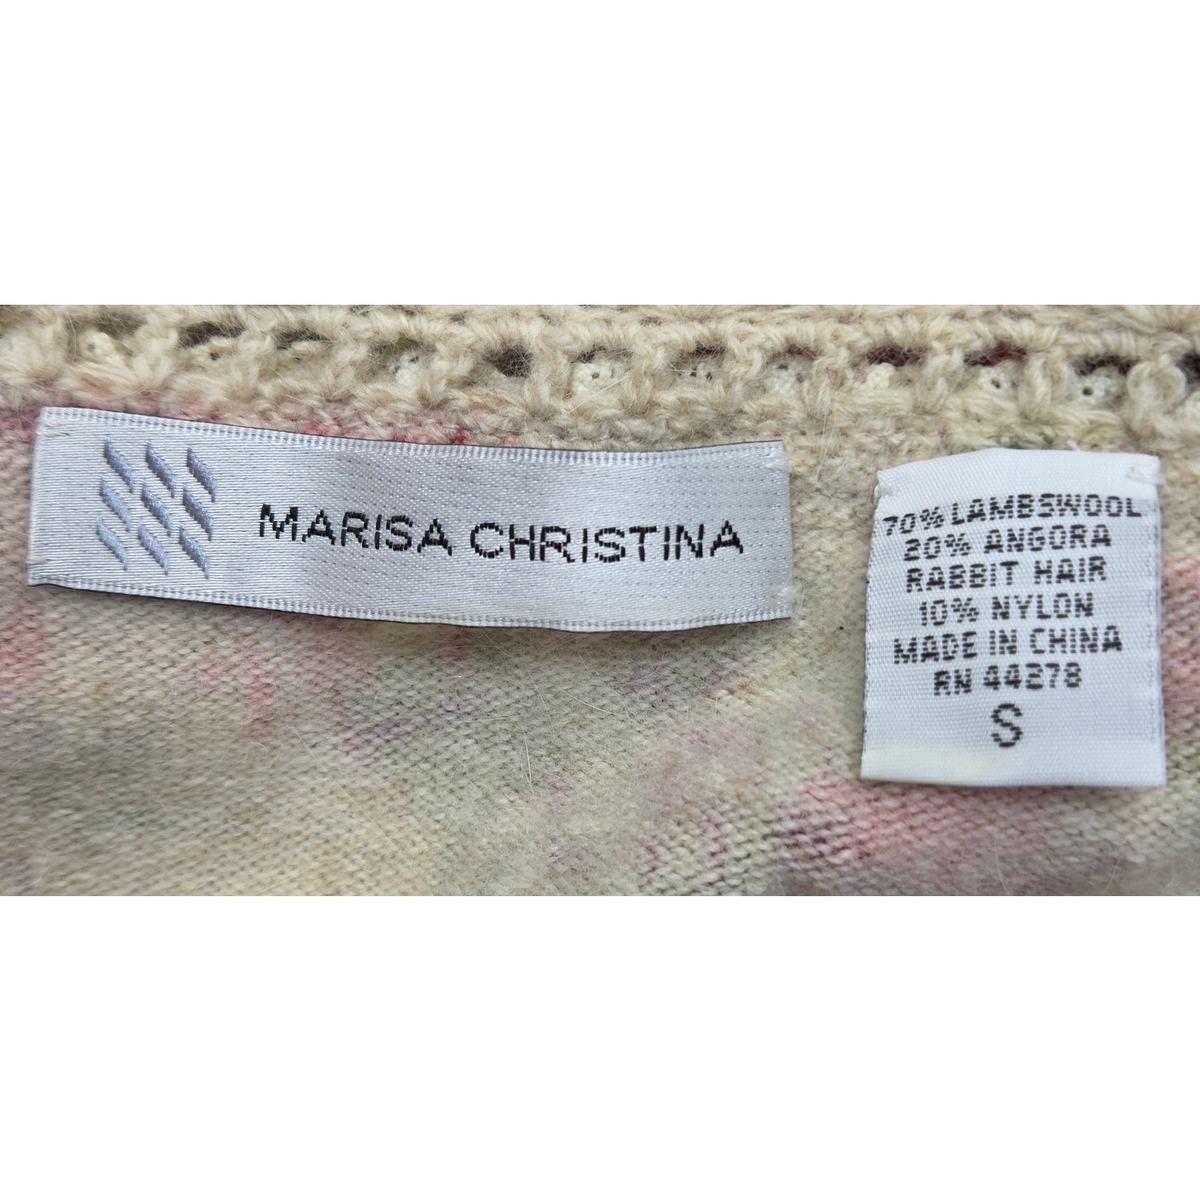 MARISA CHRISTINA
70% LAMBSWOOL
20% ANGORA
RABBIT HAIR
10% NYLON
MADE IN CHINA
RN 44278
S